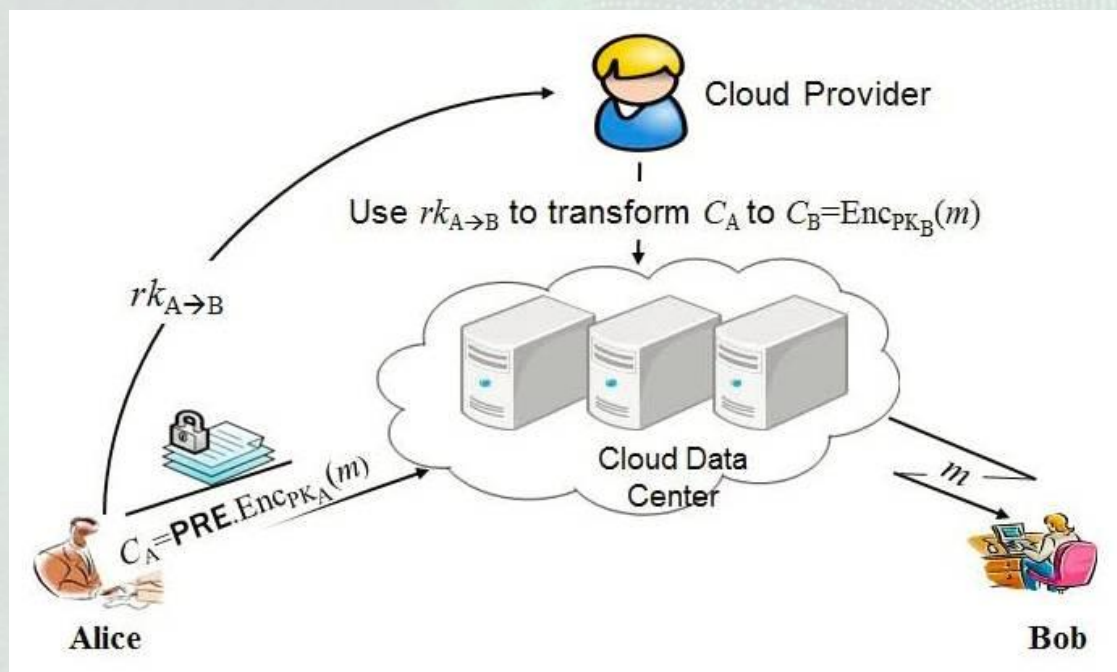 Cloud Provider
Use rk_A→B to transform C_A to C_B=Enc_PK_B(m)
rk_A→B
C_A=PRE.Enc_PK_A(m)
Cloud Data
Center
m
Alice
Bob